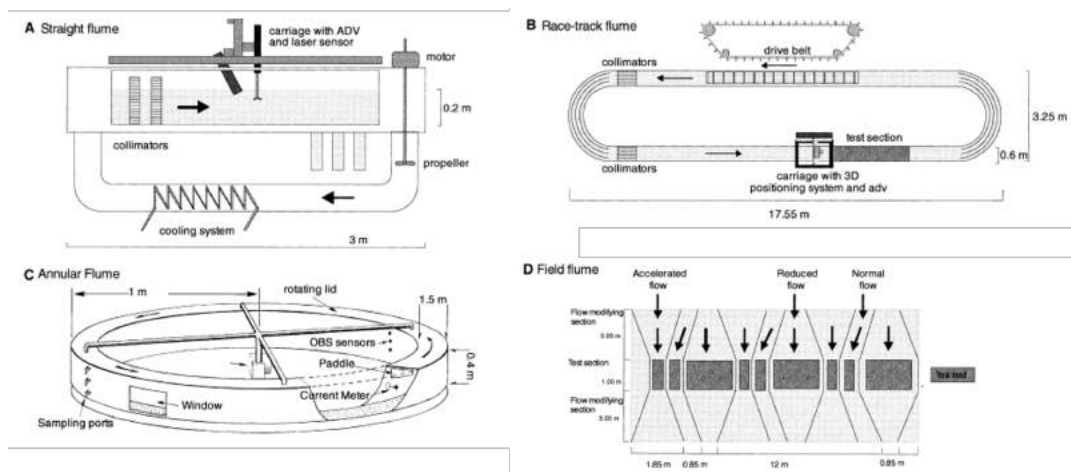 A Straight flume
carriage with ADV
and laser sensor
motor
0.2 m
collimators
propeller
cooling system
3 m
B Race-track flume
drive belt
collimators
3.25 m
test section
0.6 m
collimators
carriage with 3D
positioning system and adv
17.55 m
C Annular Flume
1 m
rotating lid
1.5 m
OBS sensors
0.4 m
Paddle
Current Meter
Window
Sampling ports
D Field flume
Accelerated
flow
Reduced
flow
Normal
flow
Flow modifying
section
Test section
1.00 m
Flow modifying
section
1.85 m
0.85 m
12 m
0.85 m